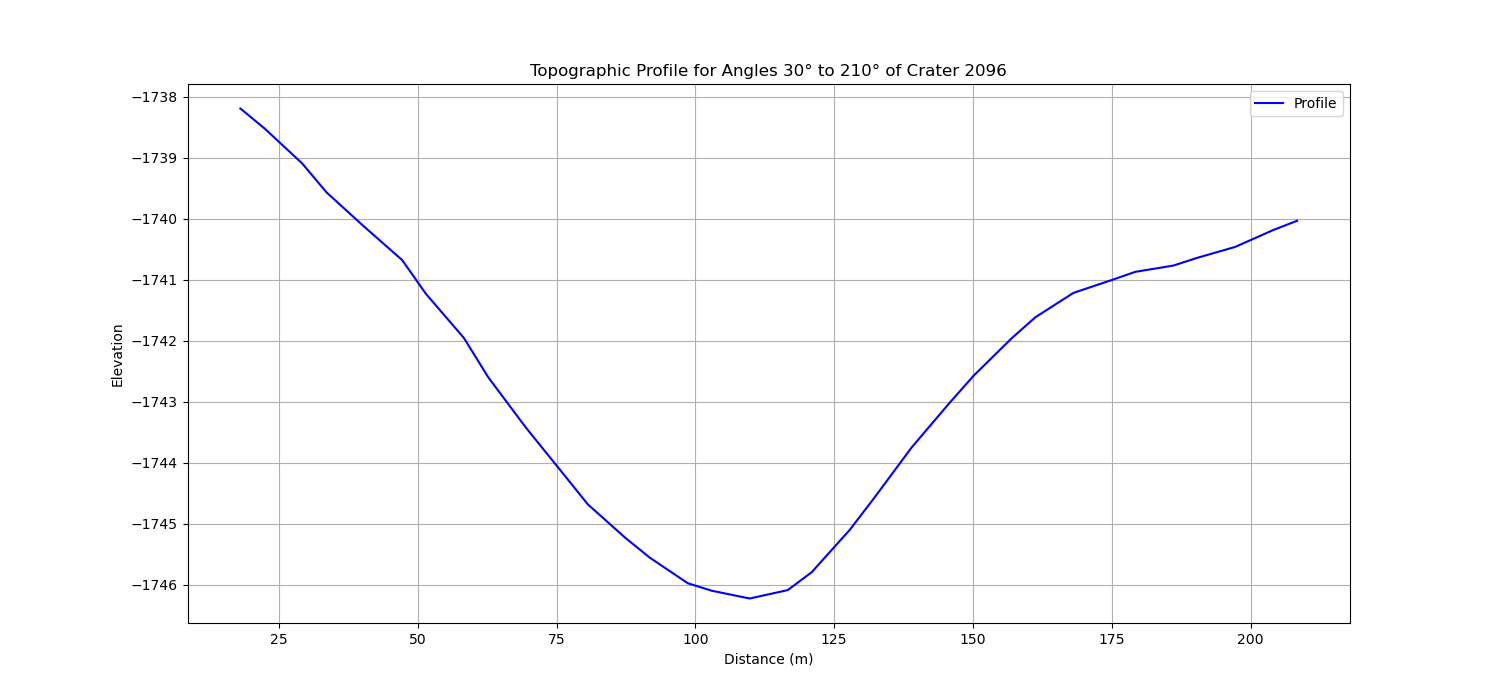 Topographic Profile for Angles 30° to 210° of Crater 2096
Profile
−1738
−1739
−1740
−1741
−1742
−1743
−1744
−1745
−1746
Elevation
25 50 75 100 125 150 175 200
Distance (m)